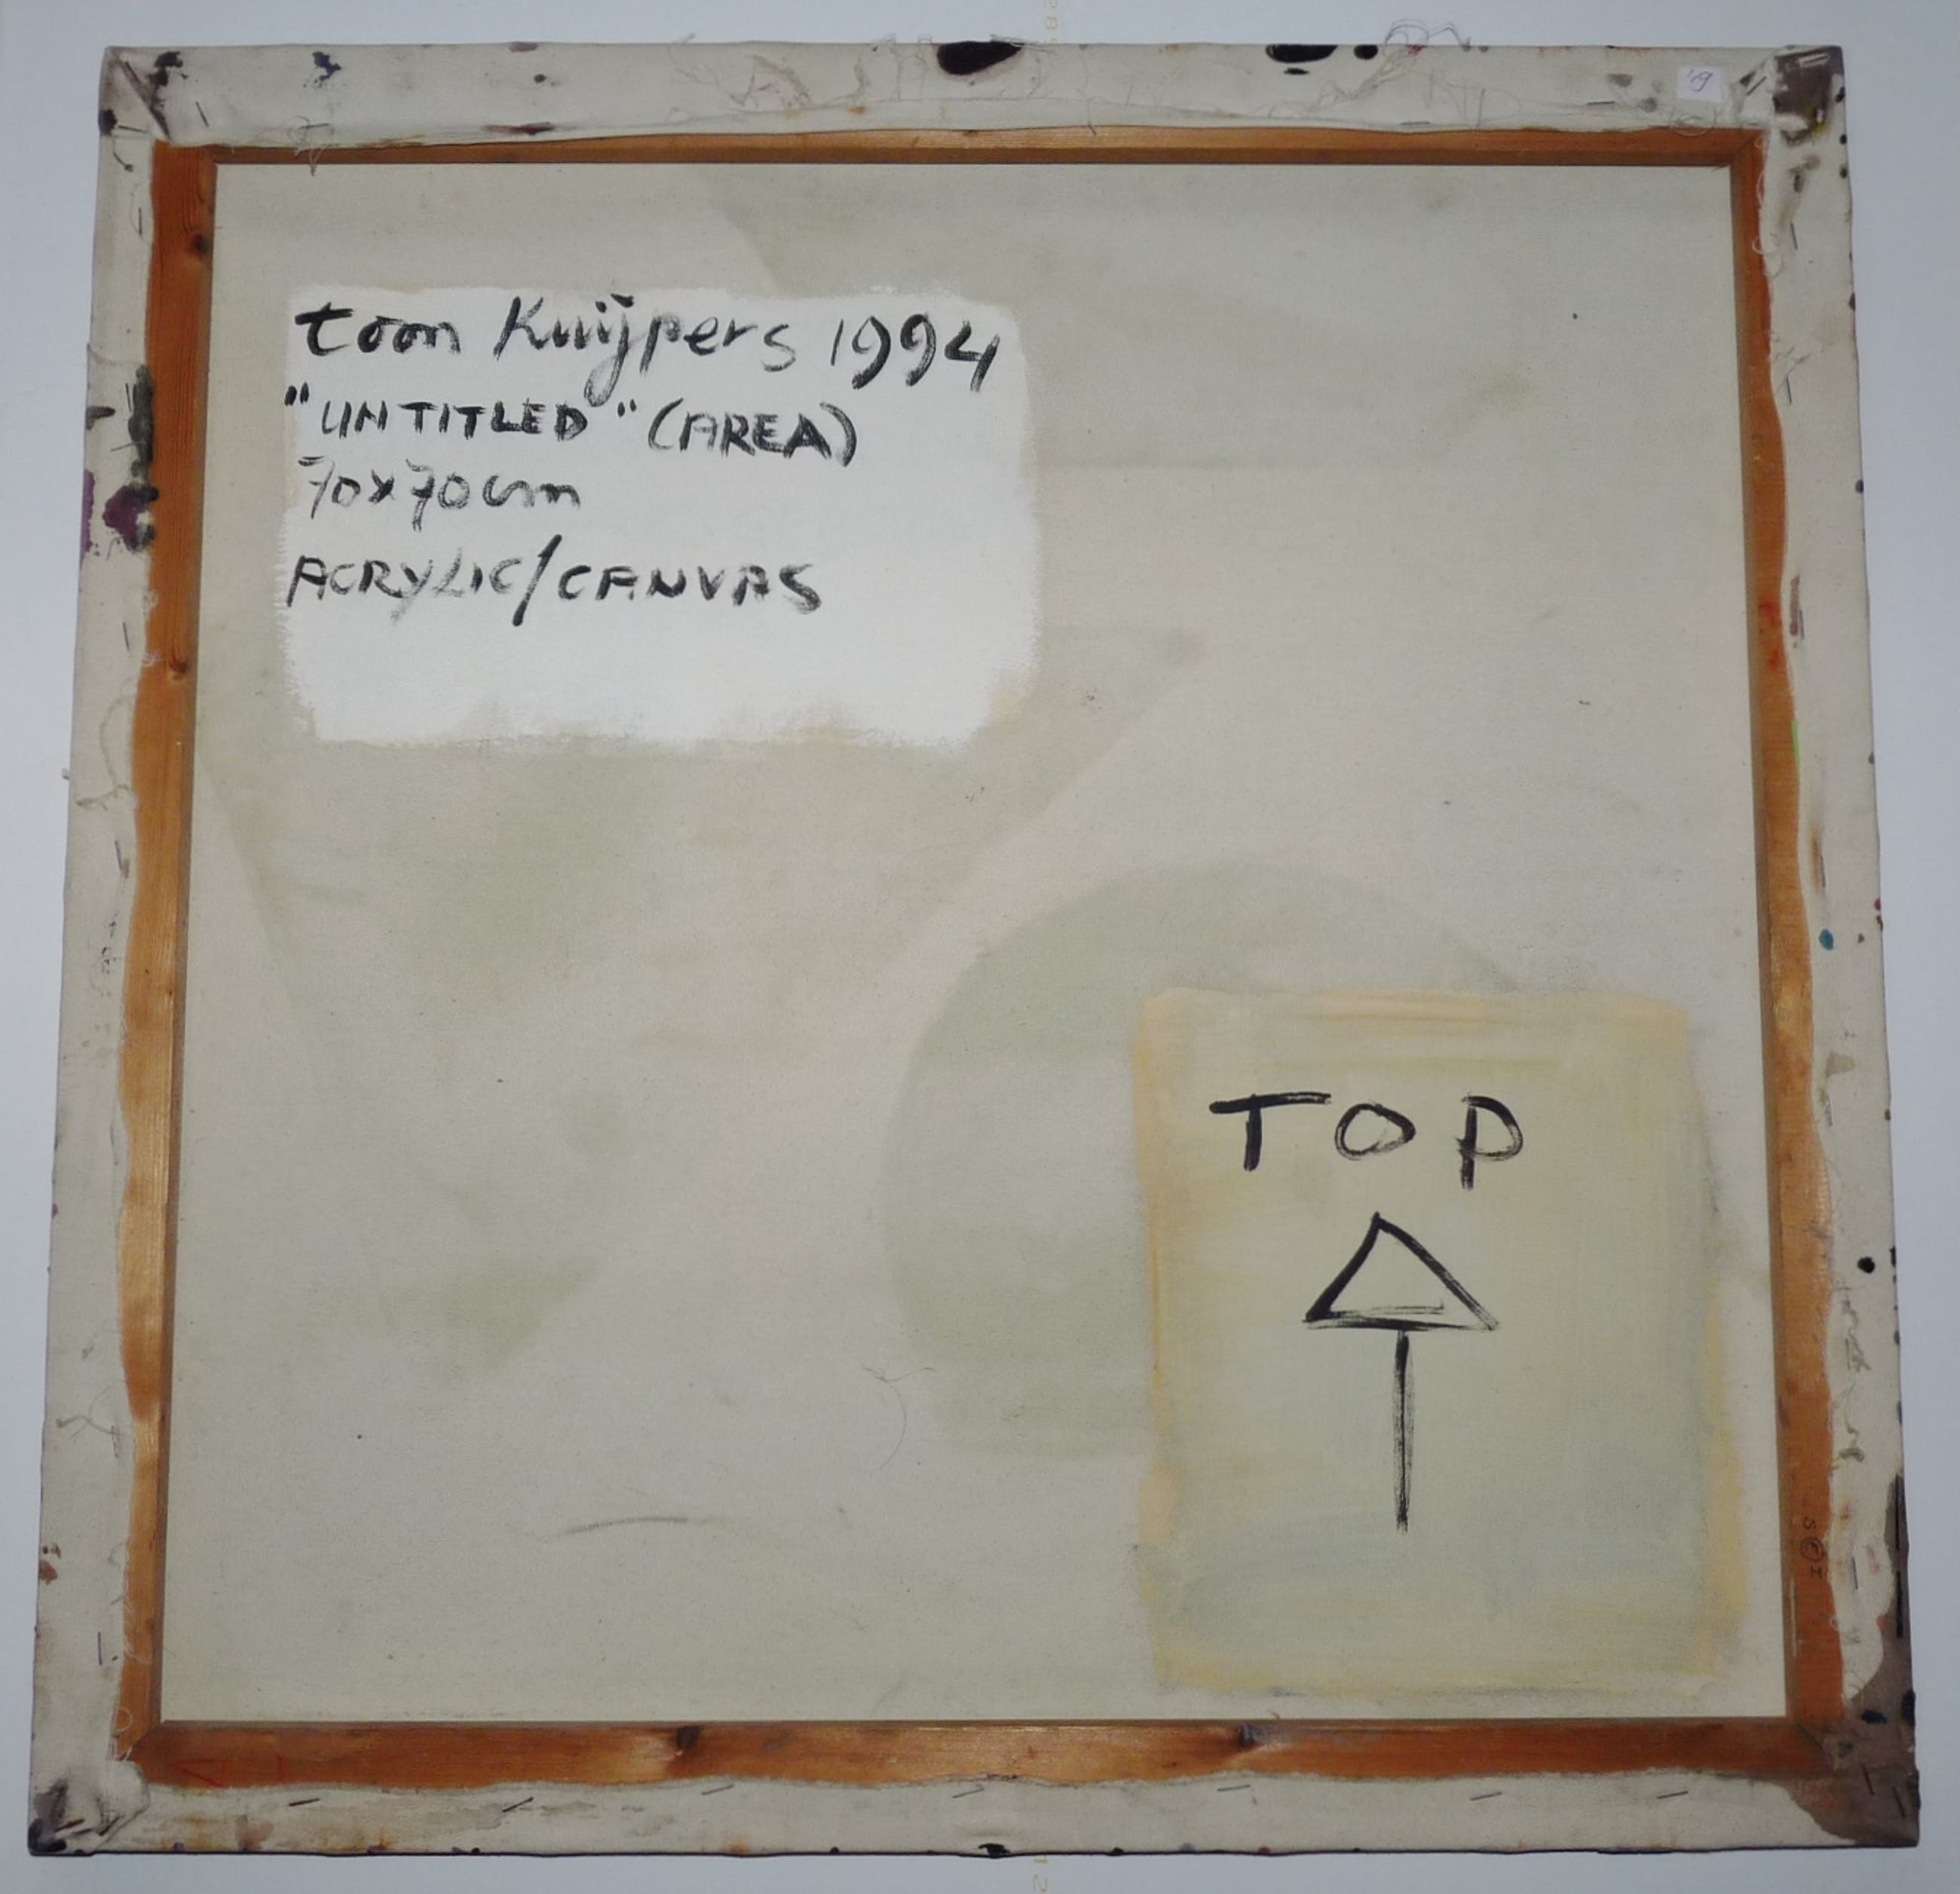 toon Kuijpers 1994
"UNTITLED" (AREA)
70x70cm
ACRYLIC/CANVAS
TOP